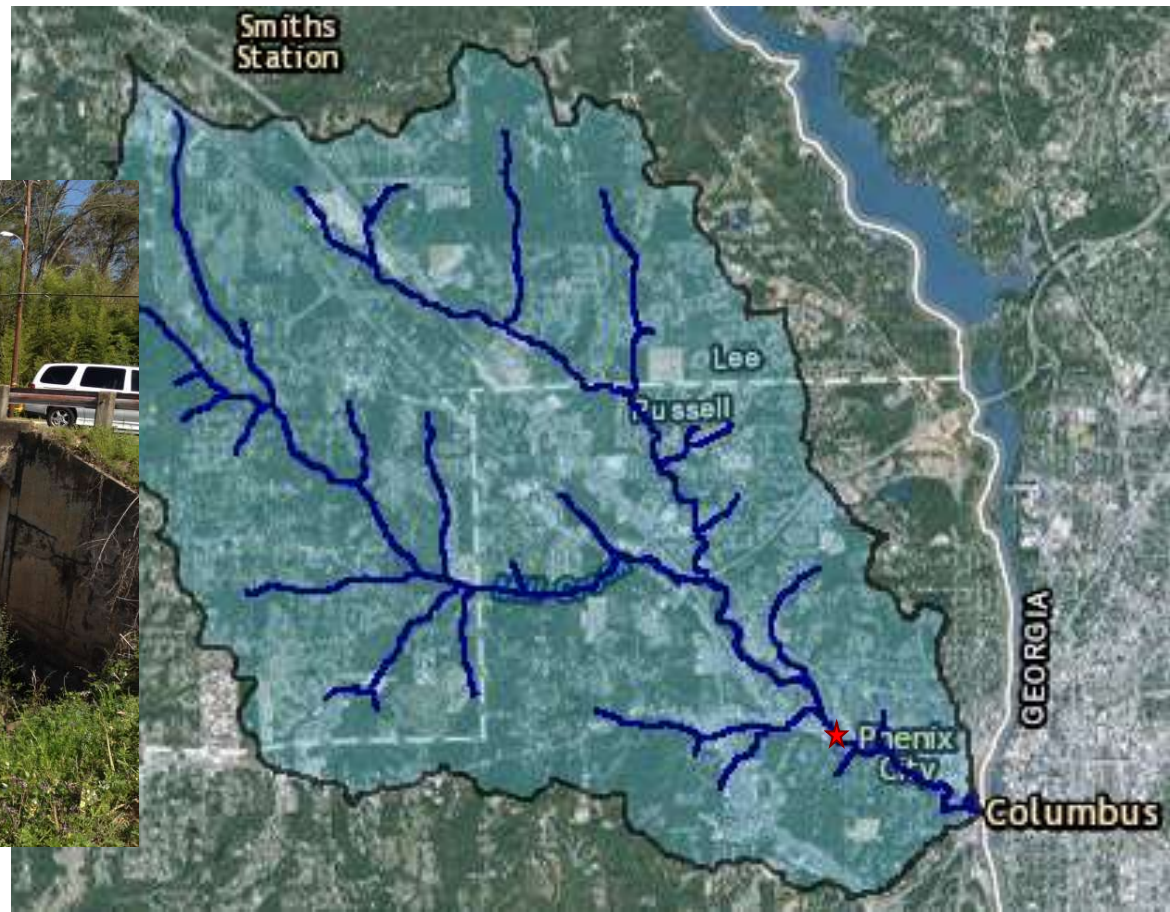 Smiths
Station
Lee
Russell
GEORGIA
Phenix
City
Columbus